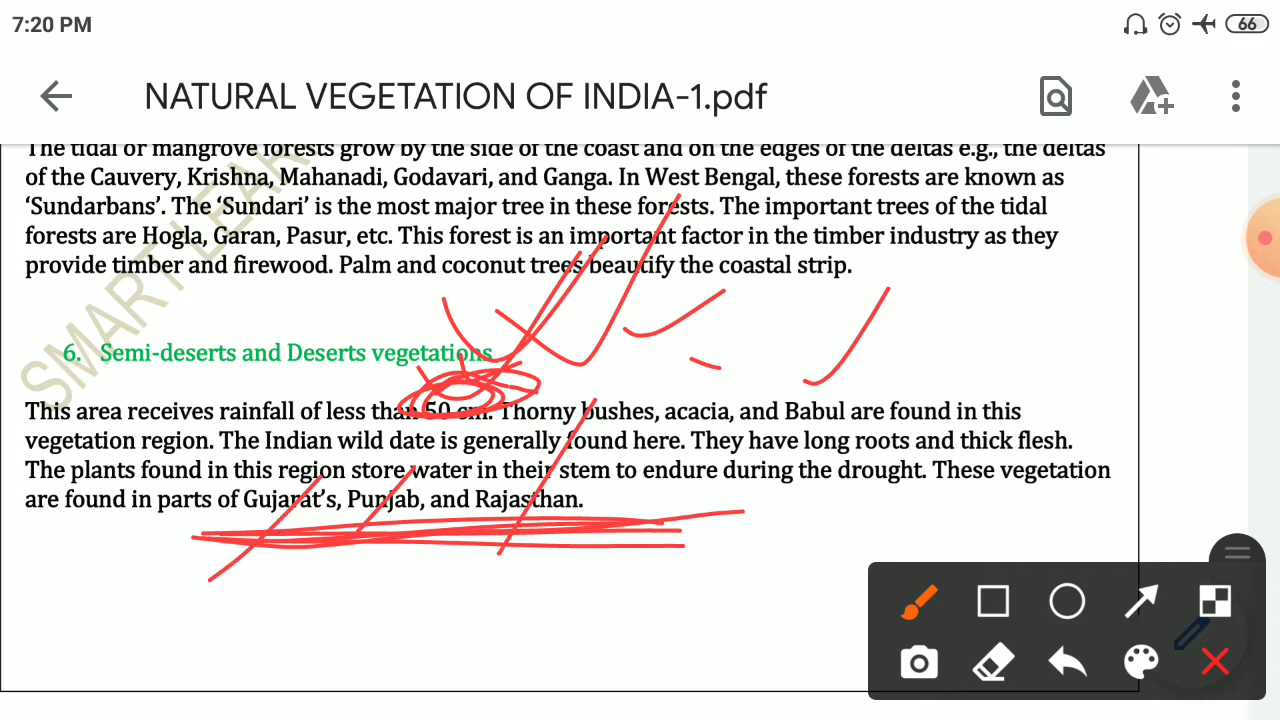 7:20 PM
66
NATURAL VEGETATION OF INDIA-1.pdf
The tidal or mangrove forests grow by the side of the coast and on the edges of the deltas e.g., the deltas
of the Cauvery, Krishna, Mahanadi, Godavari, and Ganga. In West Bengal, these forests are known as
‘Sundarbans’. The ‘Sundari’ is the most major tree in these forests. The important trees of the tidal
forests are Hogla, Garan, Pasur, etc. This forest is an important factor in the timber industry as they
provide timber and firewood. Palm and coconut trees beautify the coastal strip.
SMART LEAR
6. Semi-deserts and Deserts vegetations
This area receives rainfall of less than 50 cm. Thorny bushes, acacia, and Babul are found in this
vegetation region. The Indian wild date is generally found here. They have long roots and thick flesh.
The plants found in this region store water in their stem to endure during the drought. These vegetation
are found in parts of Gujarat’s, Punjab, and Rajasthan.